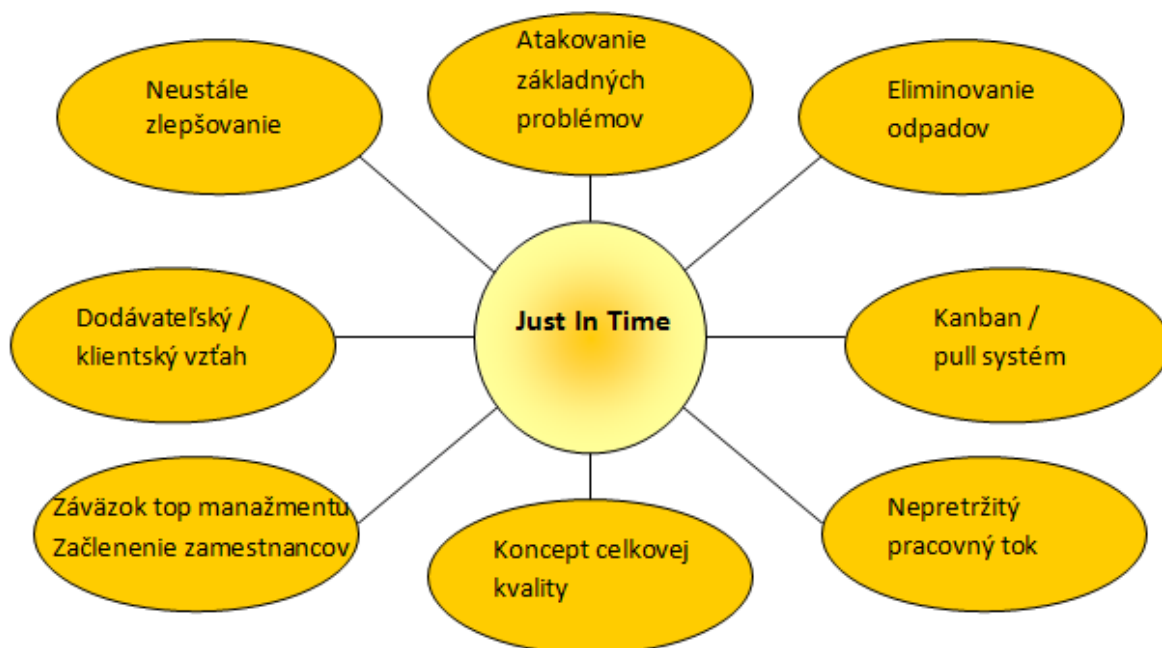 Atakovanie
základných
problémov
Neustále
zlepšovanie
Eliminovanie
odpadov
Dodávateľský /
klientský vzťah
Just In Time
Kanban /
pull systém
Záväzok top manažmentu
Začlenenie zamestnancov
Koncept celkovej
kvality
Nepretržitý
pracovný tok